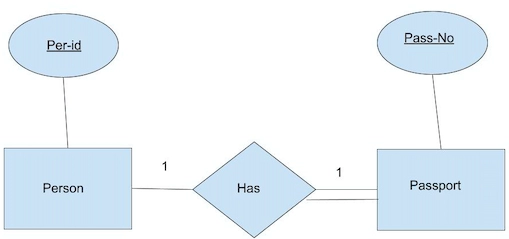 Per-id
Pass-No
1
1
Person
Has
Passport